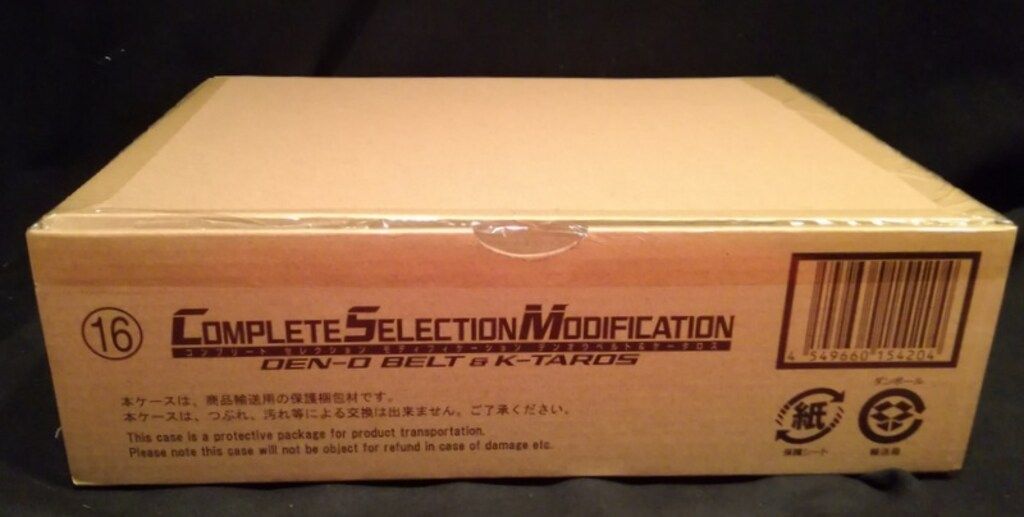 16
COMPLETE SELECTION MODIFICATION
コンプリート セレクション モディフィケーション デンオウベルト&ケータロス
DEN-O BELT & K-TAROS
本ケースは、商品輸送用の保護梱包材です。
本ケースは、つぶれ、汚れ等による交換は出来ません。ご了承ください。
This case is a protective package for product transportation.
Please note this case will not be object for refund in case of damage etc.
4 549660 154204
ダンボール
紙
保護シート
輸送箱